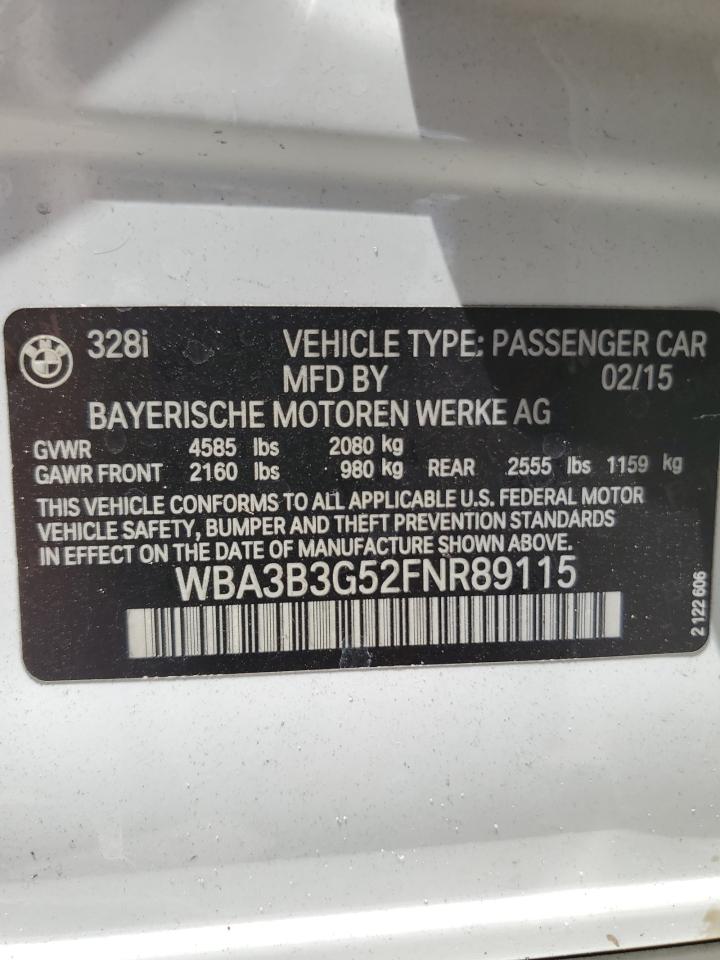 BMW 328i VEHICLE TYPE: PASSENGER CAR
MFD BY 02/15
BAYERISCHE MOTOREN WERKE AG
GVWR 4585 lbs 2080 kg
GAWR FRONT 2160 lbs 980 kg REAR 2555 lbs 1159 kg
THIS VEHICLE CONFORMS TO ALL APPLICABLE U.S. FEDERAL MOTOR
VEHICLE SAFETY, BUMPER AND THEFT PREVENTION STANDARDS
IN EFFECT ON THE DATE OF MANUFACTURE SHOWN ABOVE.
WBA3B3G52FNR89115
2 122 606